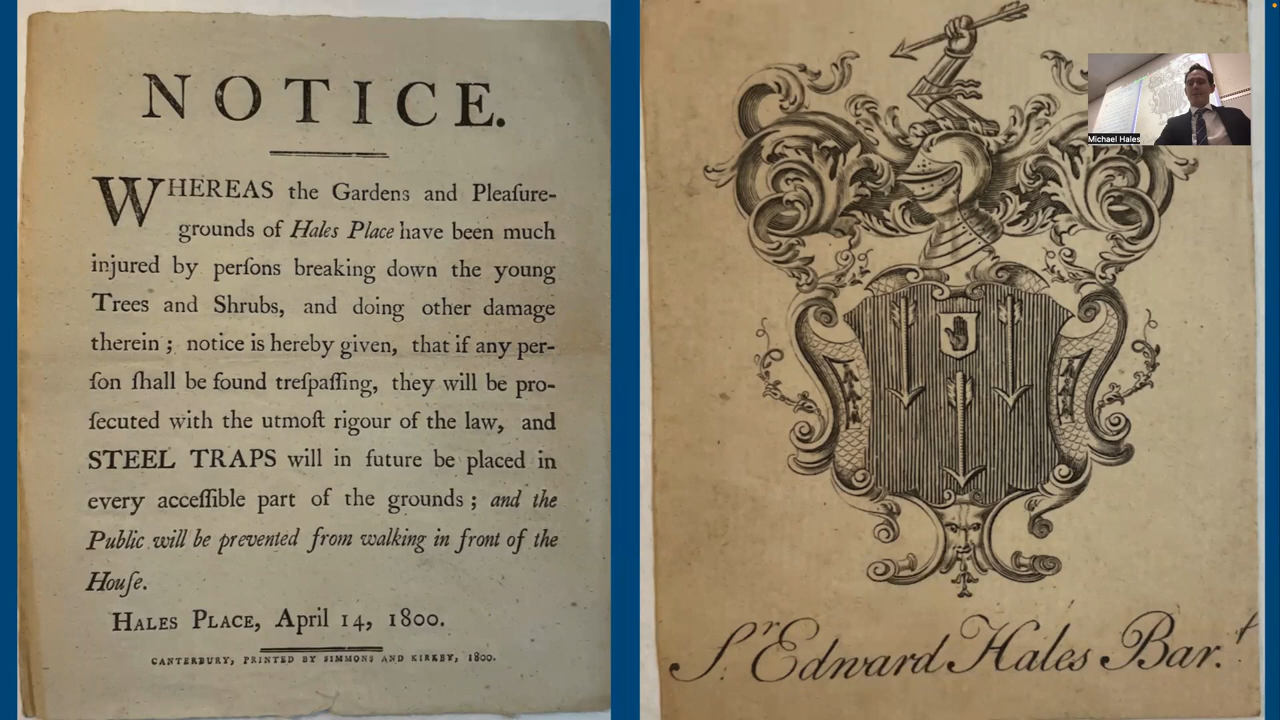 NOTICE.
WHEREAS the Gardens and Pleaſure-
grounds of Hales Place have been much
injured by perſons breaking down the young
Trees and Shrubs, and doing other damage
therein ; notice is hereby given, that if any per-
ſon ſhall be found treſpaſſing, they will be pro-
ſecuted with the utmoſt rigour of the law, and
STEEL TRAPS will in future be placed in
every acceſſible part of the grounds ; and the
Public will be prevented from walking in front of the
Houſe.
HALES PLACE, April 14, 1800.
CANTERBURY, PRINTED BY SIMMONS AND KIRKBY, 1800.
Sr. Edward Hales Bar.t
Michael Hales